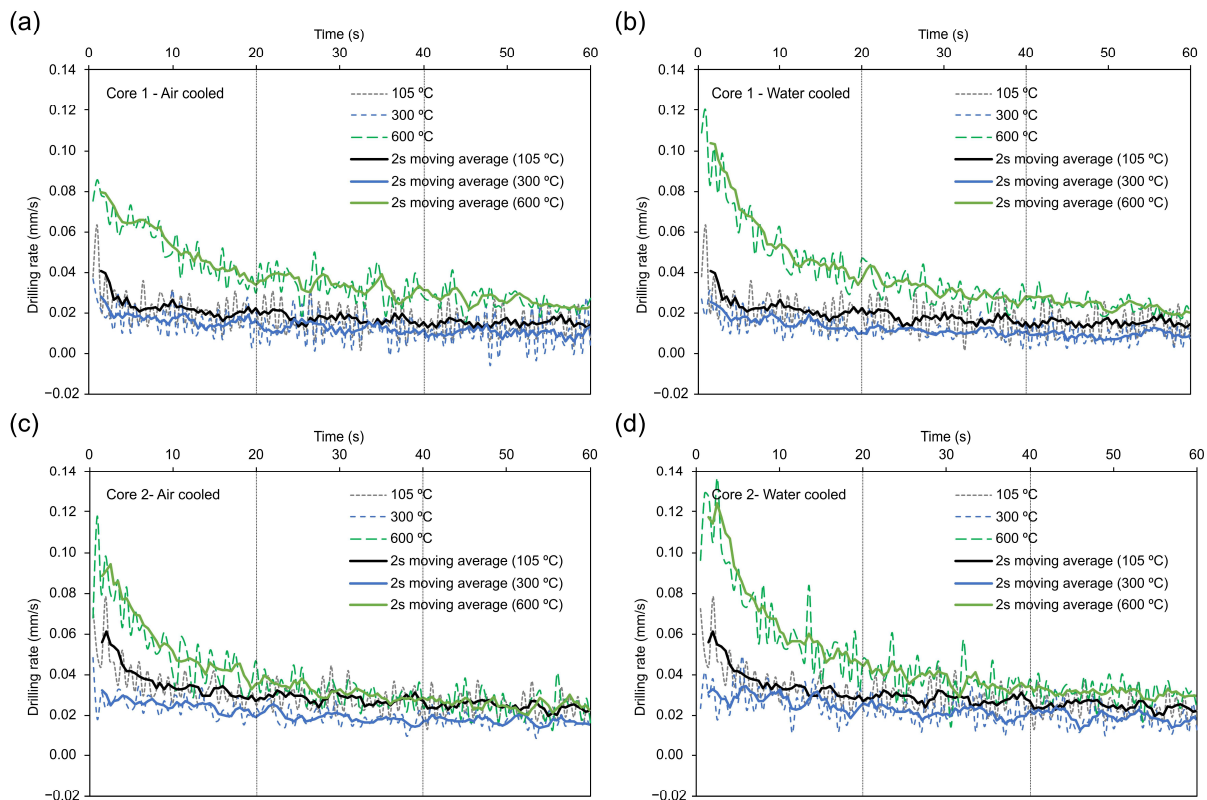 (a)
Time (s)
0 10 20 30 40 50 60
0.14
0.12
0.10
0.08
0.06
0.04
0.02
0.00
−0.02
Drilling rate (mm/s)
Core 1 - Air cooled
105 ºC
300 ºC
600 ºC
2s moving average (105 ºC)
2s moving average (300 ºC)
2s moving average (600 ºC)
(b)
Time (s)
0 10 20 30 40 50 60
0.14
0.12
0.10
0.08
0.06
0.04
0.02
0.00
−0.02
Drilling rate (mm/s)
Core 1 - Water cooled
105 ºC
300 ºC
600 ºC
2s moving average (105 ºC)
2s moving average (300 ºC)
2s moving average (600 ºC)
(c)
Time (s)
0 10 20 30 40 50 60
0.14
0.12
0.10
0.08
0.06
0.04
0.02
0.00
−0.02
Drilling rate (mm/s)
Core 2- Air cooled
105 ºC
300 ºC
600 ºC
2s moving average (105 ºC)
2s moving average (300 ºC)
2s moving average (600 ºC)
(d)
Time (s)
0 10 20 30 40 50 60
0.14
0.12
0.10
0.08
0.06
0.04
0.02
0.00
−0.02
Drilling rate (mm/s)
Core 2- Water cooled
105 ºC
300 ºC
600 ºC
2s moving average (105 ºC)
2s moving average (300 ºC)
2s moving average (600 ºC)